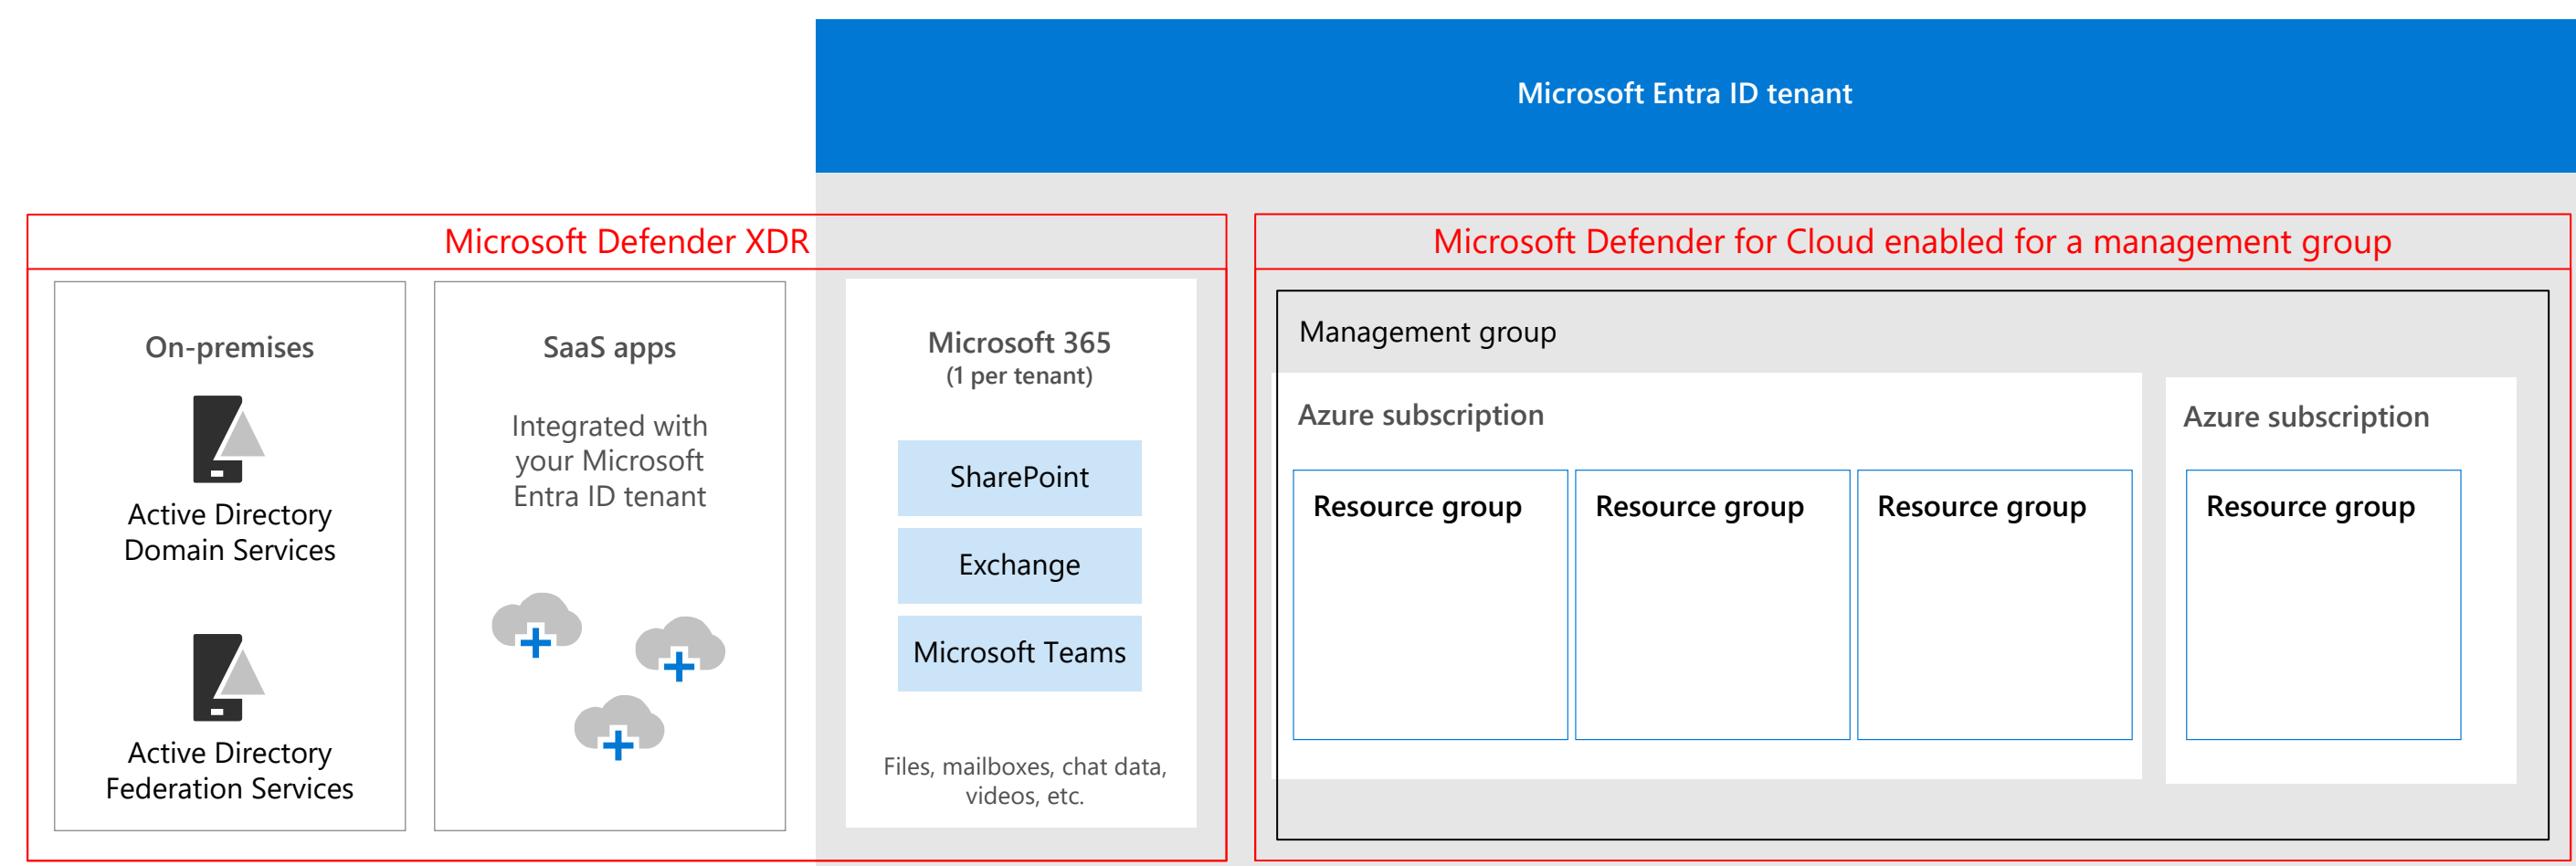 Microsoft Entra ID tenant
Microsoft Defender XDR
Microsoft Defender for Cloud enabled for a management group
On-premises
Active Directory
Domain Services
Active Directory
Federation Services
SaaS apps
Integrated with
your Microsoft
Entra ID tenant
Microsoft 365
(1 per tenant)
SharePoint
Exchange
Microsoft Teams
Files, mailboxes, chat data,
videos, etc.
Management group
Azure subscription
Resource group
Resource group
Resource group
Azure subscription
Resource group